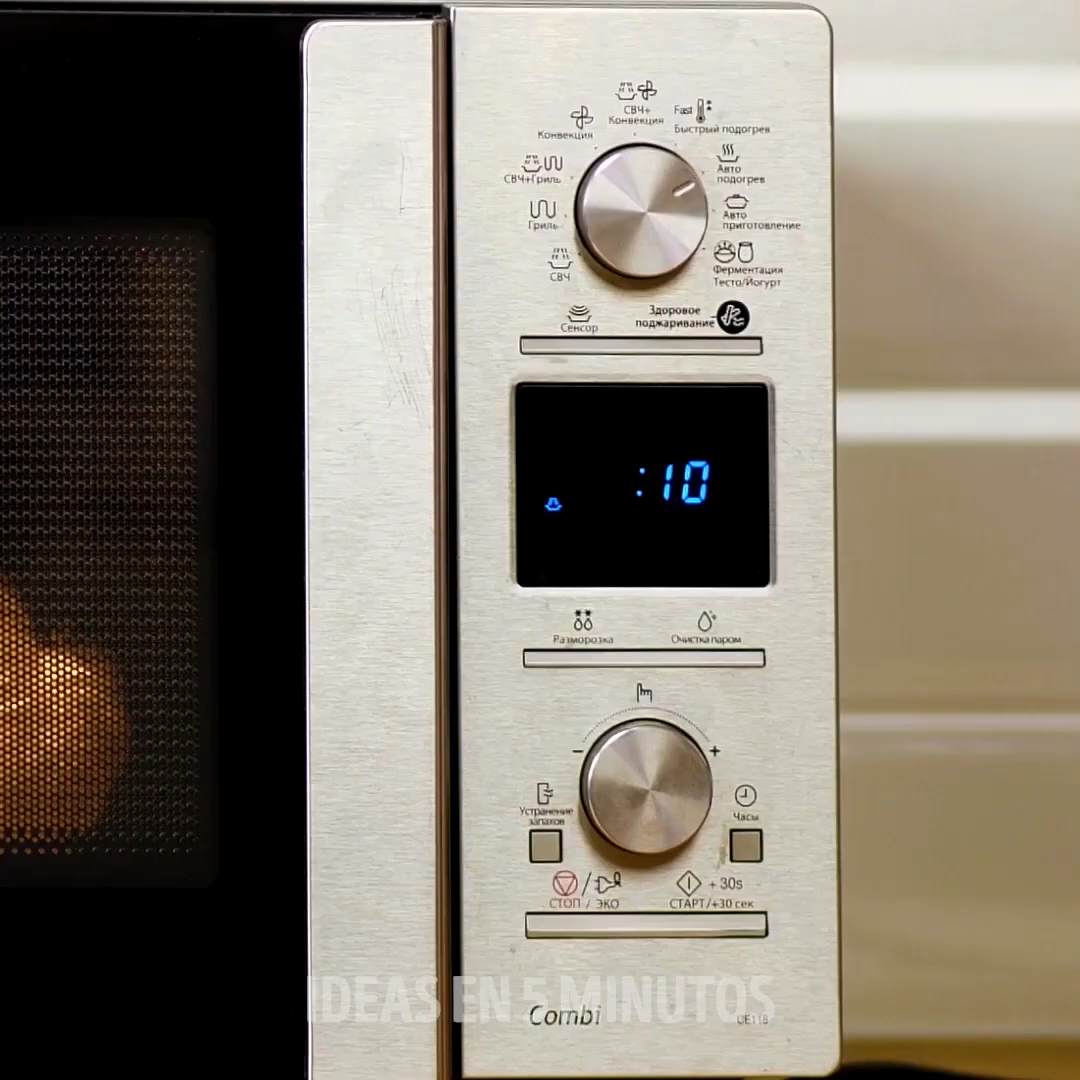 СВЧ+
Конвекция
Fast
Быстрый подогрев
Конвекция
СВЧ+Гриль
Авто
подогрев
Гриль
Авто
приготовление
СВЧ
Ферментация
Тесто/Йогурт
Сенсор
Здоровое
поджаривание
:10
Разморозка
Очистка паром
- +
Устранение
запахов
Часы
/
+30s
СТОП / ЭКО
СТАРТ/+30 сек
IDEAS EN 5 MINUTOS
Combi
CE118